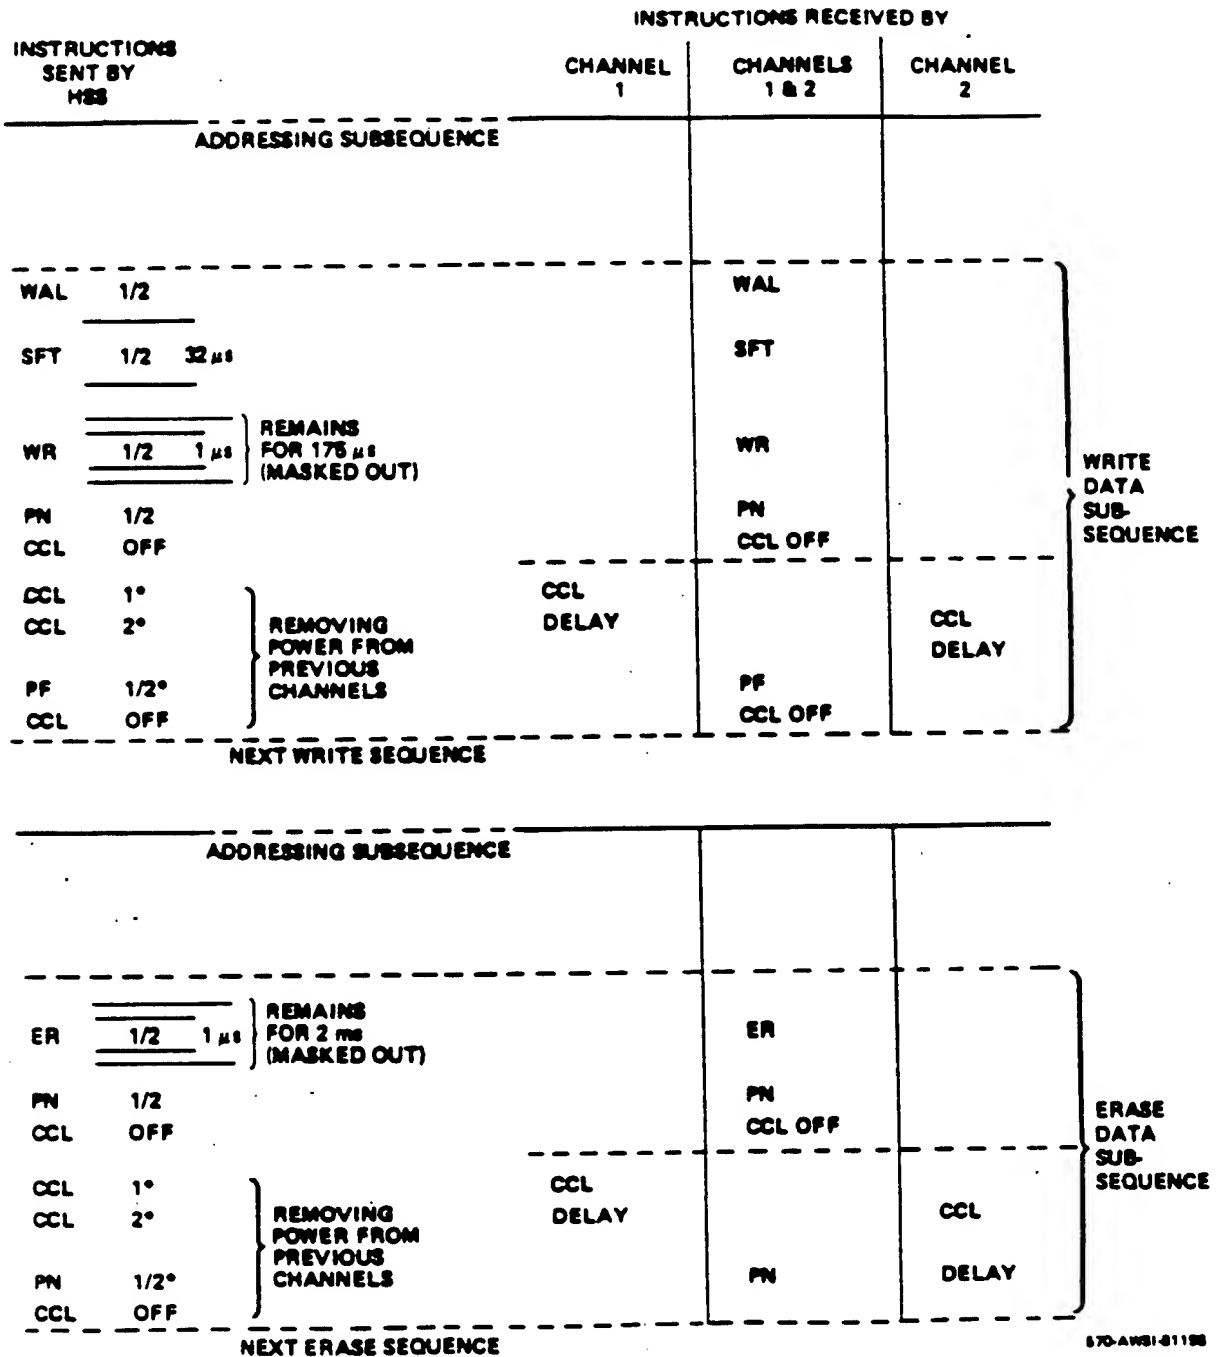 INSTRUCTIONS RECEIVED BY
INSTRUCTIONS
SENT BY
HSS
CHANNEL
1
CHANNELS
1 & 2
CHANNEL
2
ADDRESSING SUBSEQUENCE
WAL 1/2 WAL
SFT 1/2 32 μs SFT
WR 1/2 1 μs REMAINS
FOR 175 μs
(MASKED OUT)
WR
PN 1/2 PN
CCL OFF CCL OFF
WRITE
DATA
SUB-
SEQUENCE
CCL 1* CCL
CCL 2* DELAY CCL
DELAY
REMOVING
POWER FROM
PREVIOUS
CHANNELS
PF 1/2* PF
CCL OFF CCL OFF
NEXT WRITE SEQUENCE
ADDRESSING SUBSEQUENCE
ER 1/2 1 μs REMAINS
FOR 2 ms
(MASKED OUT)
ER
PN 1/2 PN
CCL OFF CCL OFF
ERASE
DATA
SUB-
SEQUENCE
CCL 1* CCL
CCL 2* DELAY CCL
REMOVING
POWER FROM
PREVIOUS
CHANNELS
PN 1/2* PN DELAY
CCL OFF
NEXT ERASE SEQUENCE